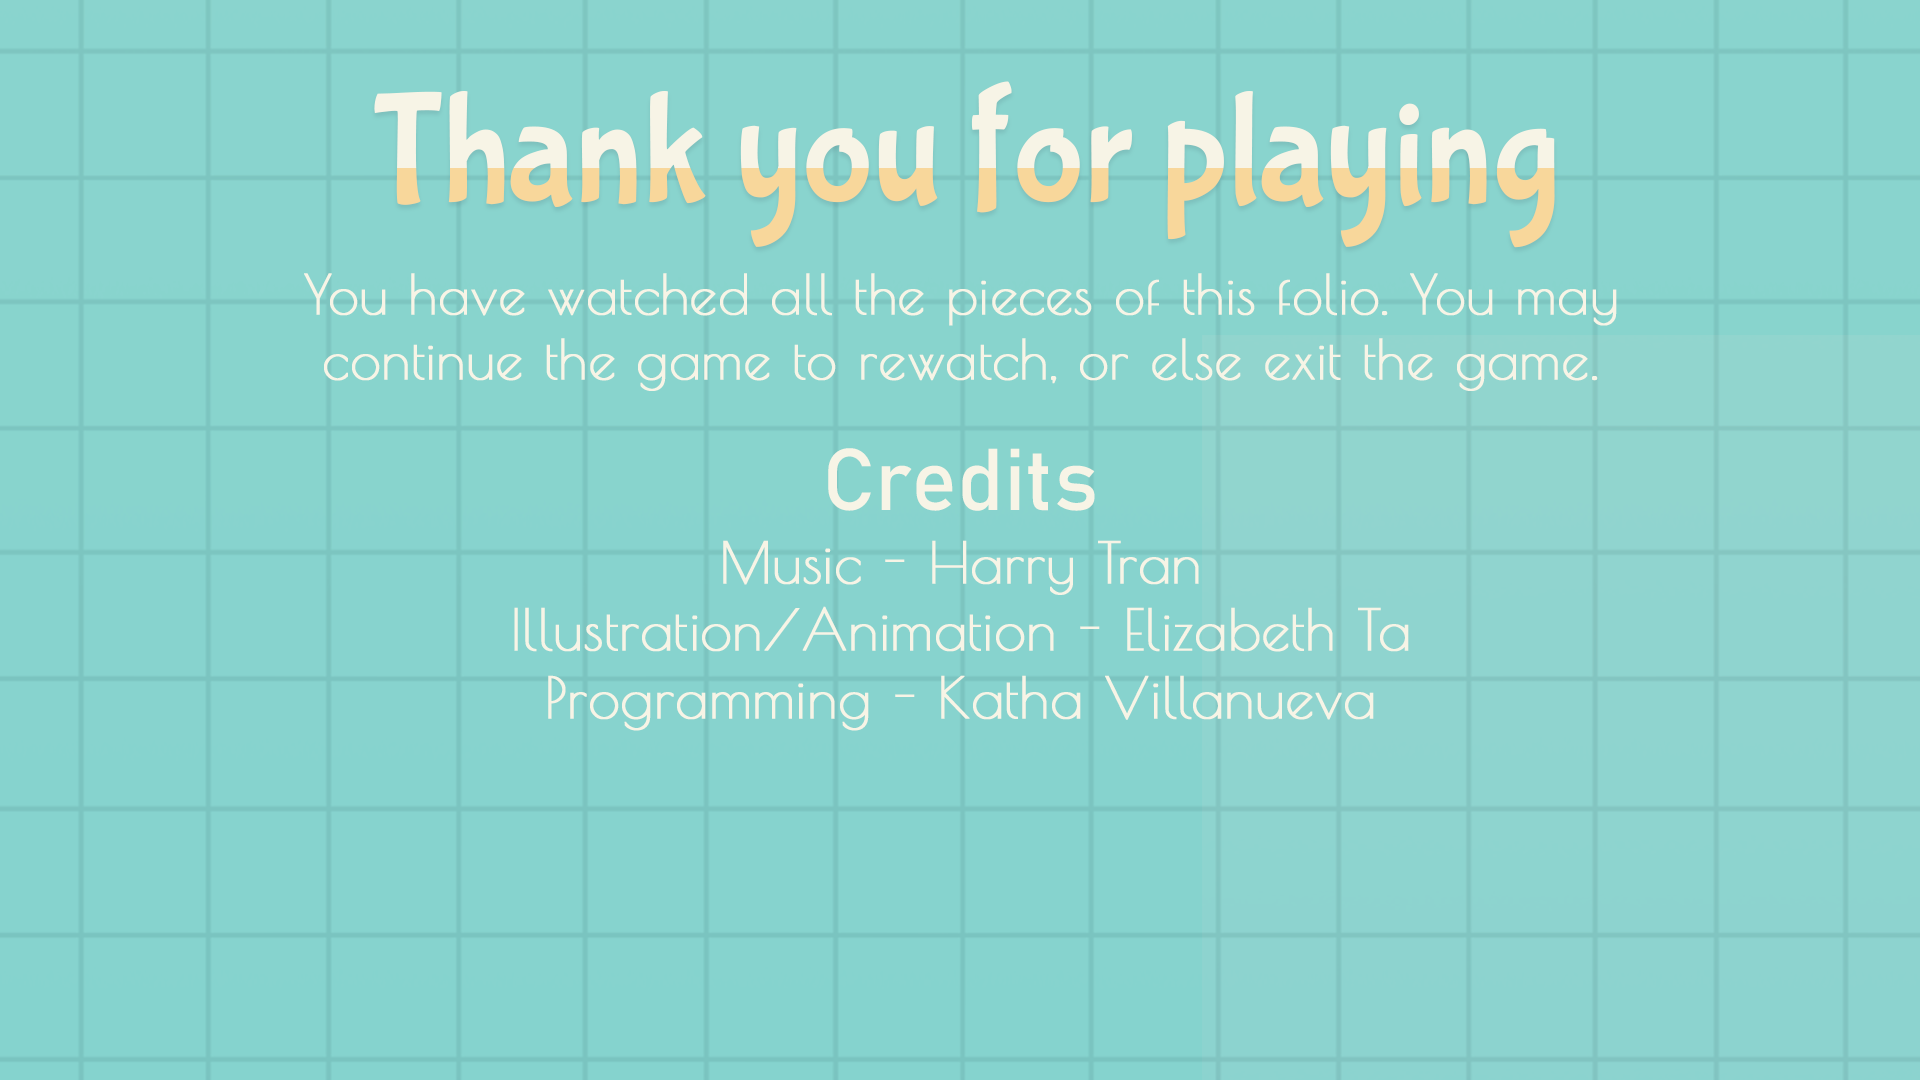 Thank you for playing
You have watched all the pieces of this folio. You may
continue the game to rewatch, or else exit the game.
Credits
Music - Harry Tran
Illustration/Animation - Elizabeth Ta
Programming - Katha Villanueva